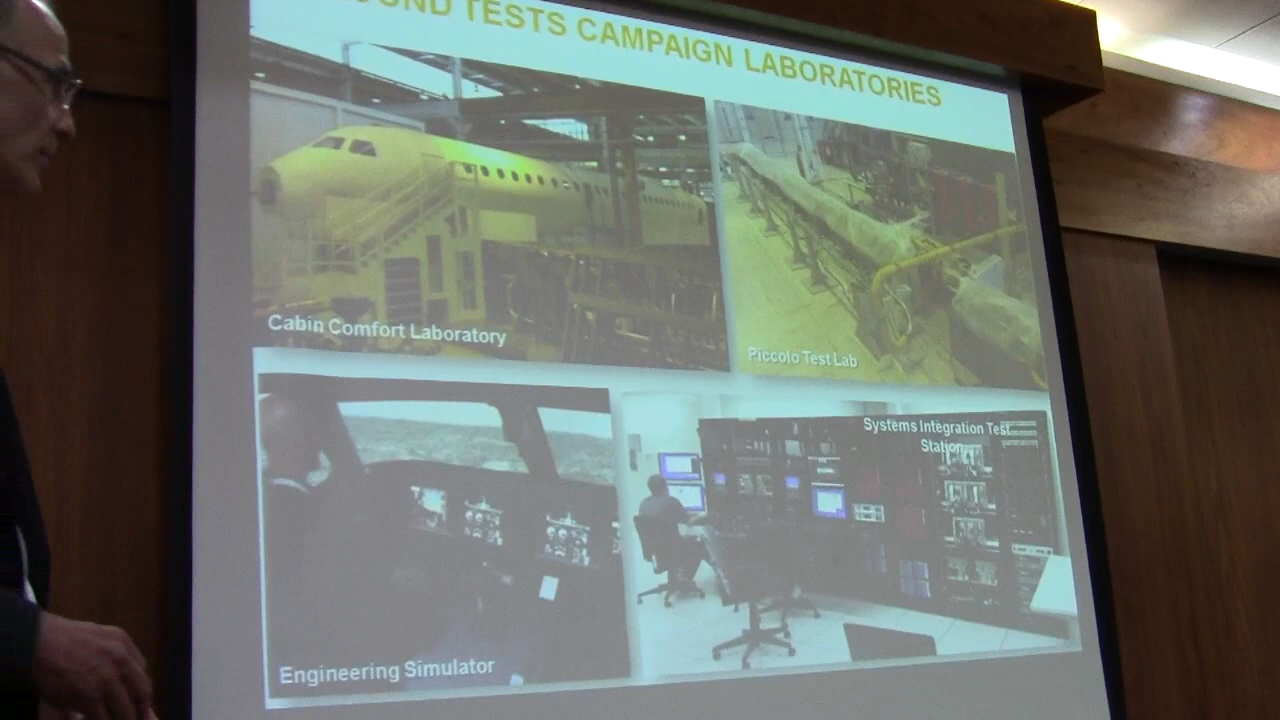 TESTS CAMPAIGN LABORATORIES
Cabin Comfort Laboratory
Piccolo Test Lab
Systems Integration Test
Station
Engineering Simulator